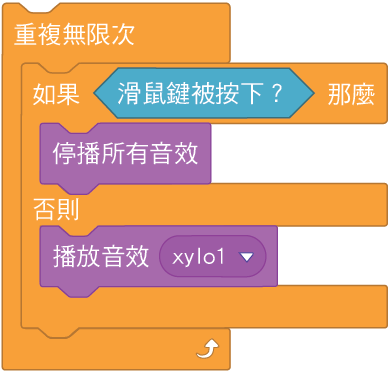 重複無限次
如果 滑鼠鍵被按下? 那麼
停播所有音效
否則
播放音效 xylo1